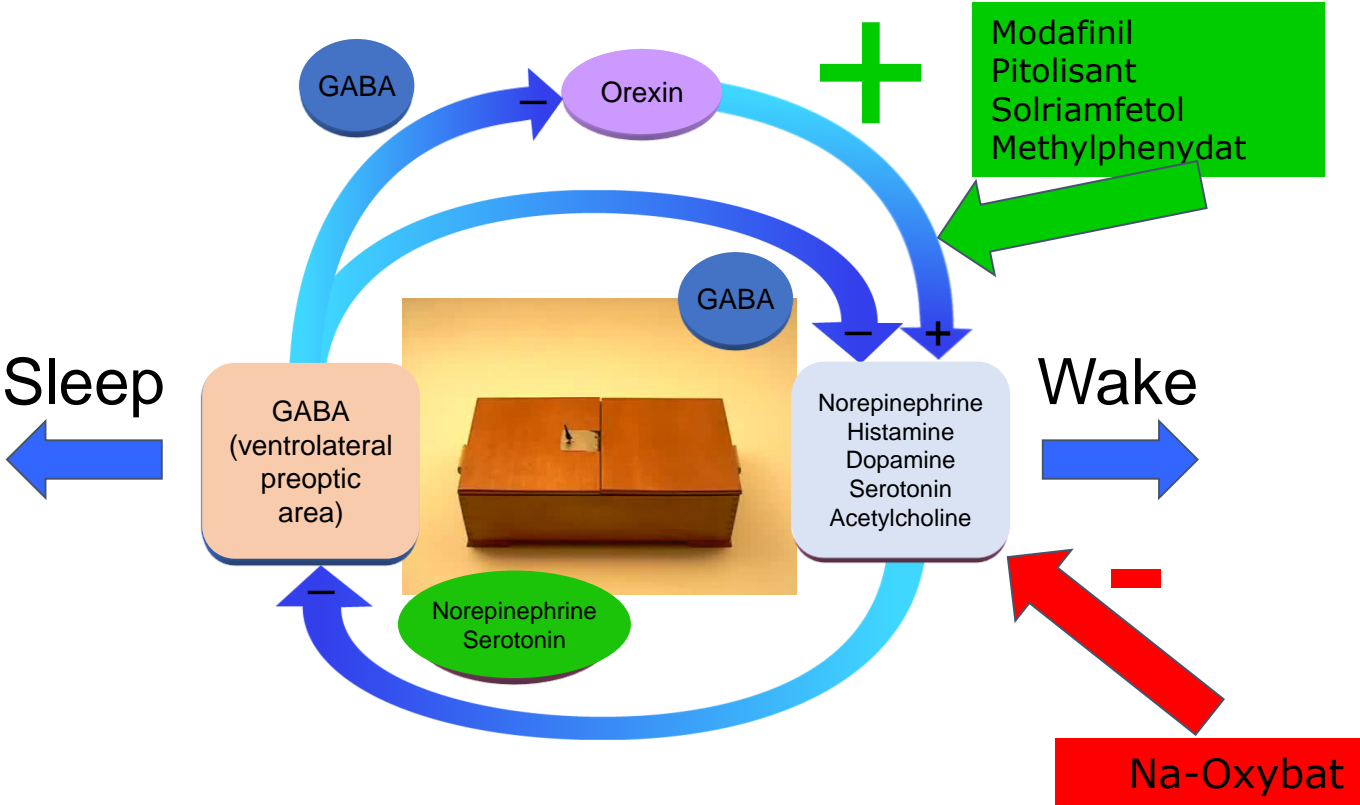 GABA
Orexin
+
Modafinil
Pitolisant
Solriamfetol
Methylphenydat
–
GABA
–
+
Sleep
GABA
(ventrolateral
preoptic
area)
Norepinephrine
Histamine
Dopamine
Serotonin
Acetylcholine
Wake
–
Norepinephrine
Serotonin
-
Na-Oxybat